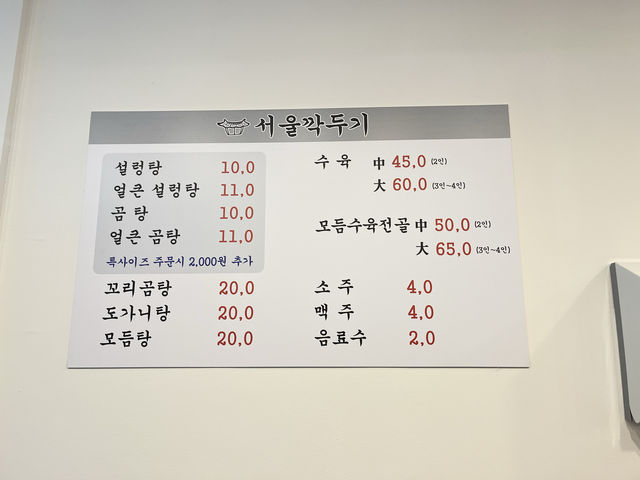 서울깍두기
설렁탕 10,0
얼큰 설렁탕 11,0
곰탕 10,0
얼큰 곰탕 11,0
특사이즈 주문시 2,000원 추가
꼬리곰탕 20,0
도가니탕 20,0
모듬탕 20,0
수육 中 45,0 (2인)
大 60,0 (3인~4인)
모듬수육전골 中 50,0 (2인)
大 65,0 (3인~4인)
소주 4,0
맥주 4,0
음료수 2,0